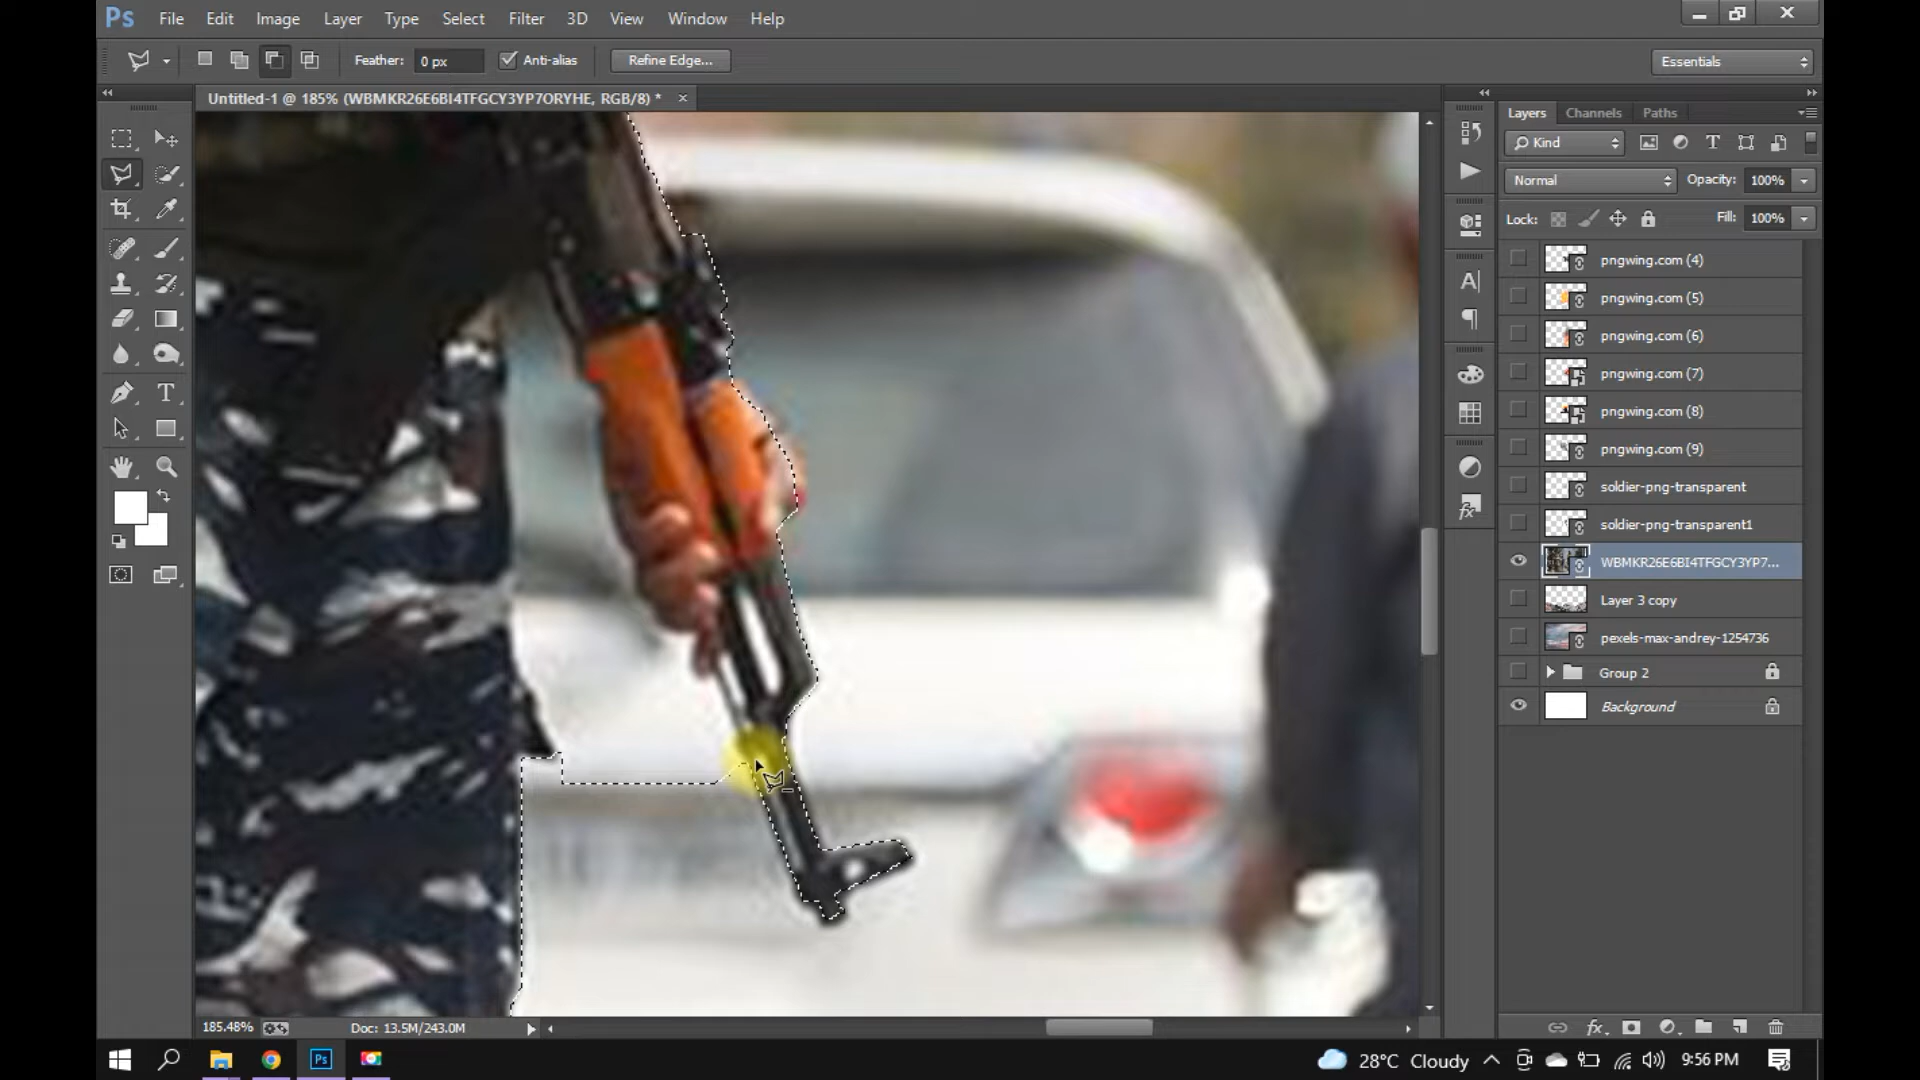 Ps File Edit Image Layer Type Select Filter 3D View Window Help
Feather: 0 px Anti-alias Refine Edge... Essentials
Untitled-1 @ 185% (WBMKR26E6BI4TFGCY3YP7ORYHE, RGB/8) * ×
Layers Channels Paths
Kind
Normal Opacity: 100%
Lock: Fill: 100%
pngwing.com (4)
pngwing.com (5)
pngwing.com (6)
pngwing.com (7)
pngwing.com (8)
pngwing.com (9)
soldier-png-transparent
soldier-png-transparent1
WBMKR26E6BI4TFGCY3YP7...
Layer 3 copy
pexels-max-andrey-1254736
Group 2
Background
185.48% Doc: 13.5M/243.0M
fx
Ps 28°C Cloudy 9:56 PM